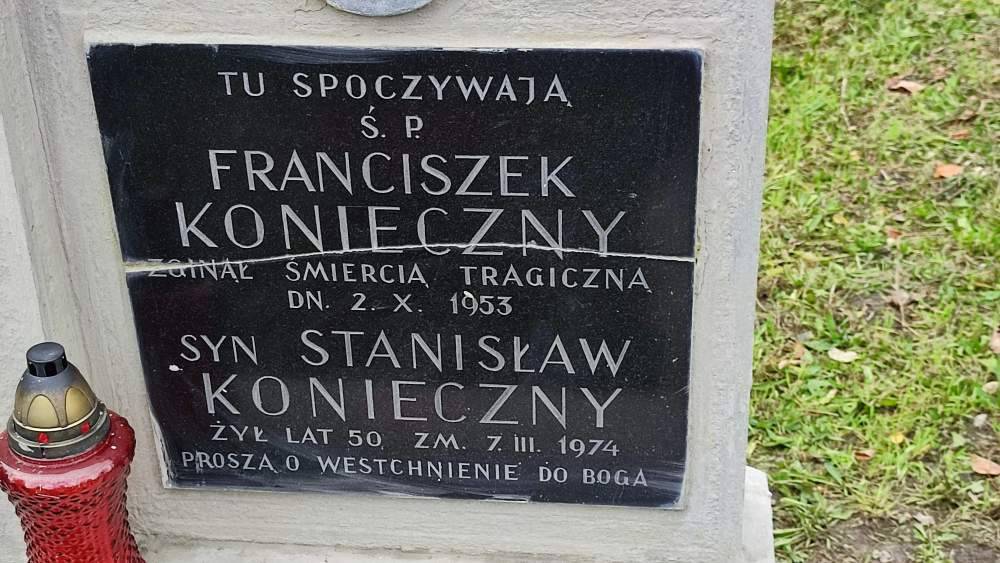 TU SPOCZYWAJĄ
Ś. P.
FRANCISZEK
KONIECZNY
ZGINĄŁ ŚMIERCIĄ TRAGICZNĄ
DN. 2. X. 1953
SYN STANISŁAW
KONIECZNY
ŻYŁ LAT 50 ZM. 7. III. 1974
PROSZĄ O WESTCHNIENIE DO BOGA